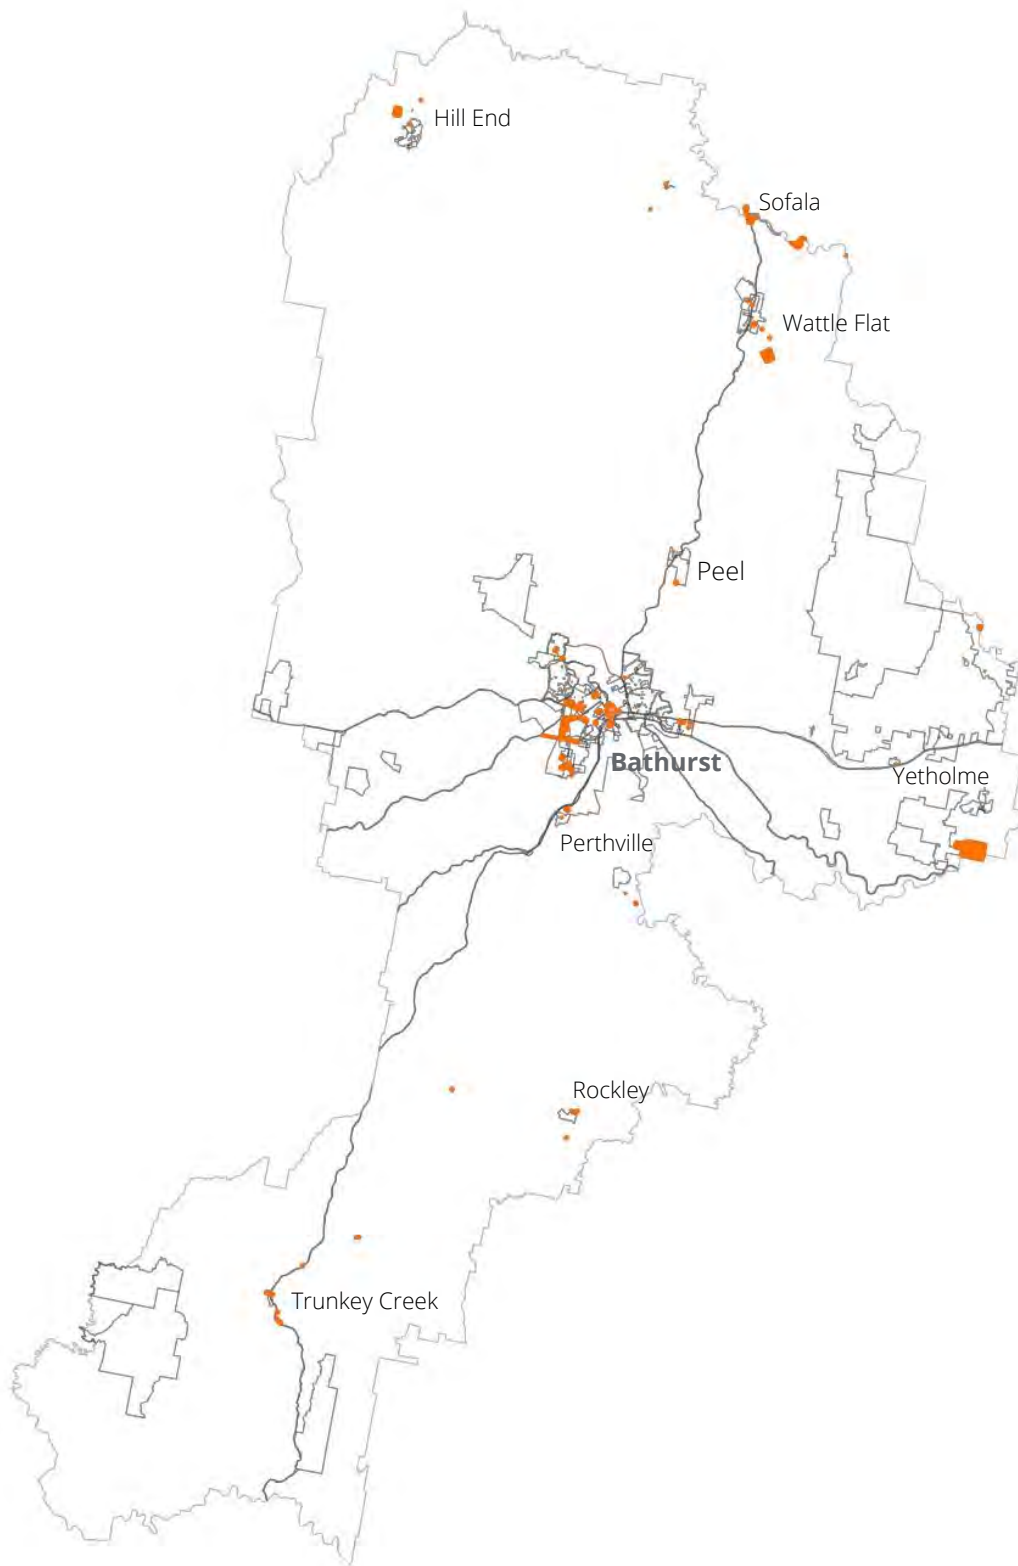 Hill End
Sofala
Wattle Flat
Peel
Bathurst
Yetholme
Perthville
Rockley
Trunkey Creek